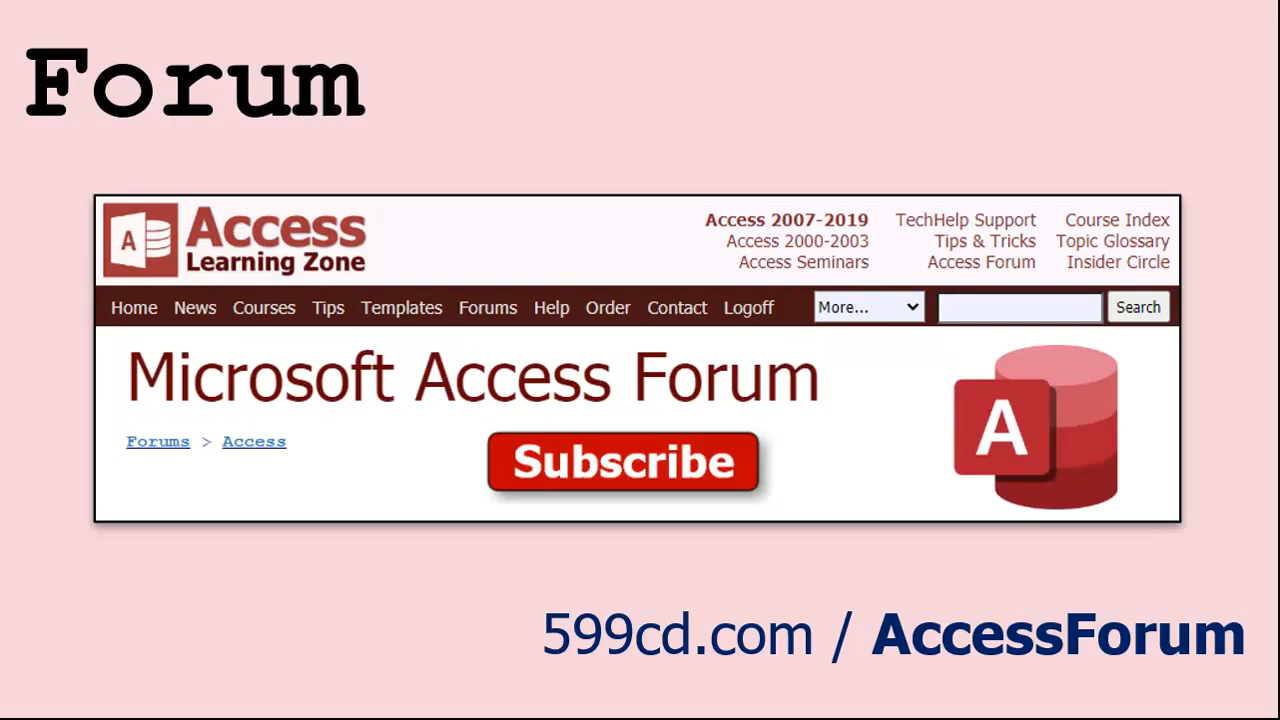 Forum
A
Access
Learning Zone
Access 2007-2019 TechHelp Support Course Index
Access 2000-2003 Tips & Tricks Topic Glossary
Access Seminars Access Forum Insider Circle
Home News Courses Tips Templates Forums Help Order Contact Logoff More... Search
Microsoft Access Forum
Forums > Access
Subscribe
A
599cd.com / AccessForum